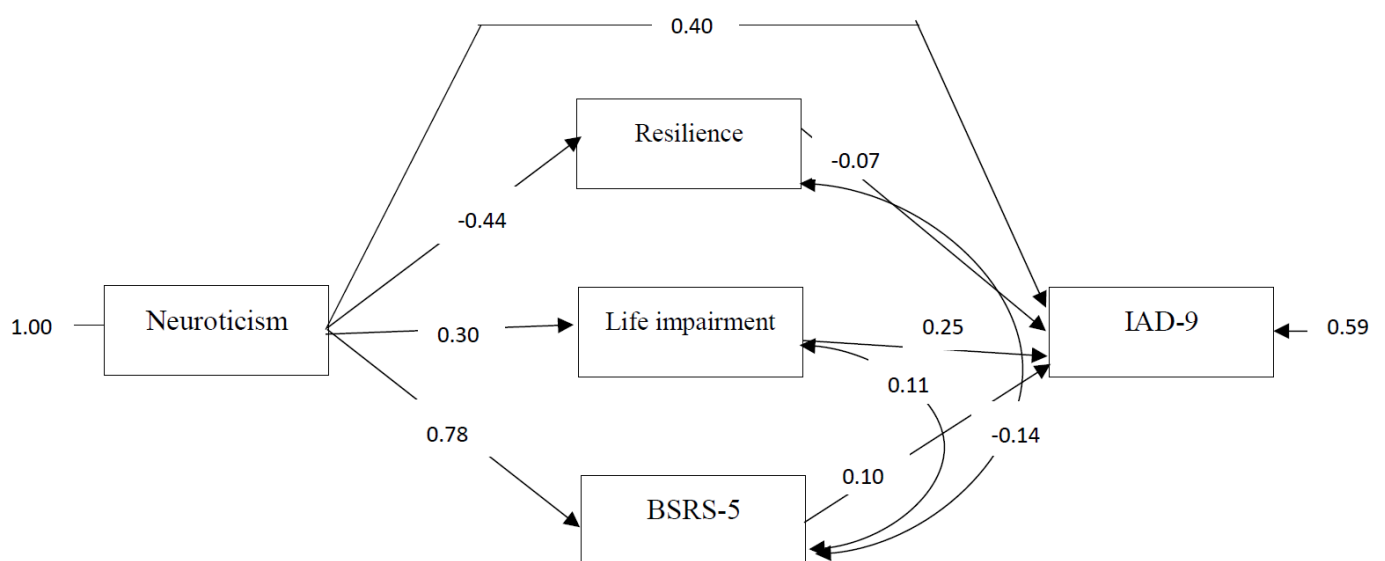 0.40
Resilience
-0.07
-0.44
1.00
Neuroticism
0.30
Life impairment
0.25
IAD-9
0.59
0.11
0.78
-0.14
0.10
BSRS-5